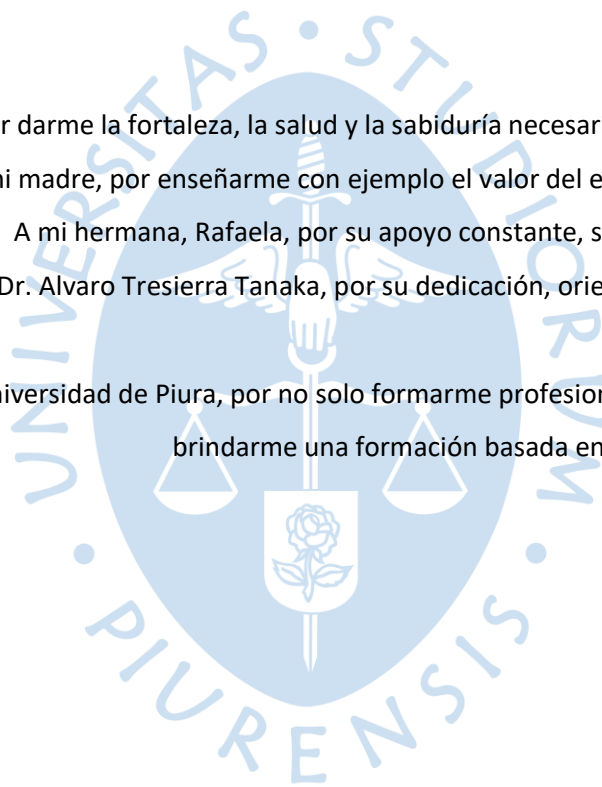 r darme la fortaleza, la salud y la sabiduría necesar
mi madre, por enseñarme con ejemplo el valor del e
A mi hermana, Rafaela, por su apoyo constante, s
Dr. Alvaro Tresierra Tanaka, por su dedicación, orie
niversidad de Piura, por no solo formarme profesion
brindarme una formación basada en
UNIVERSITAS STUDIORUM
PIURENSIS